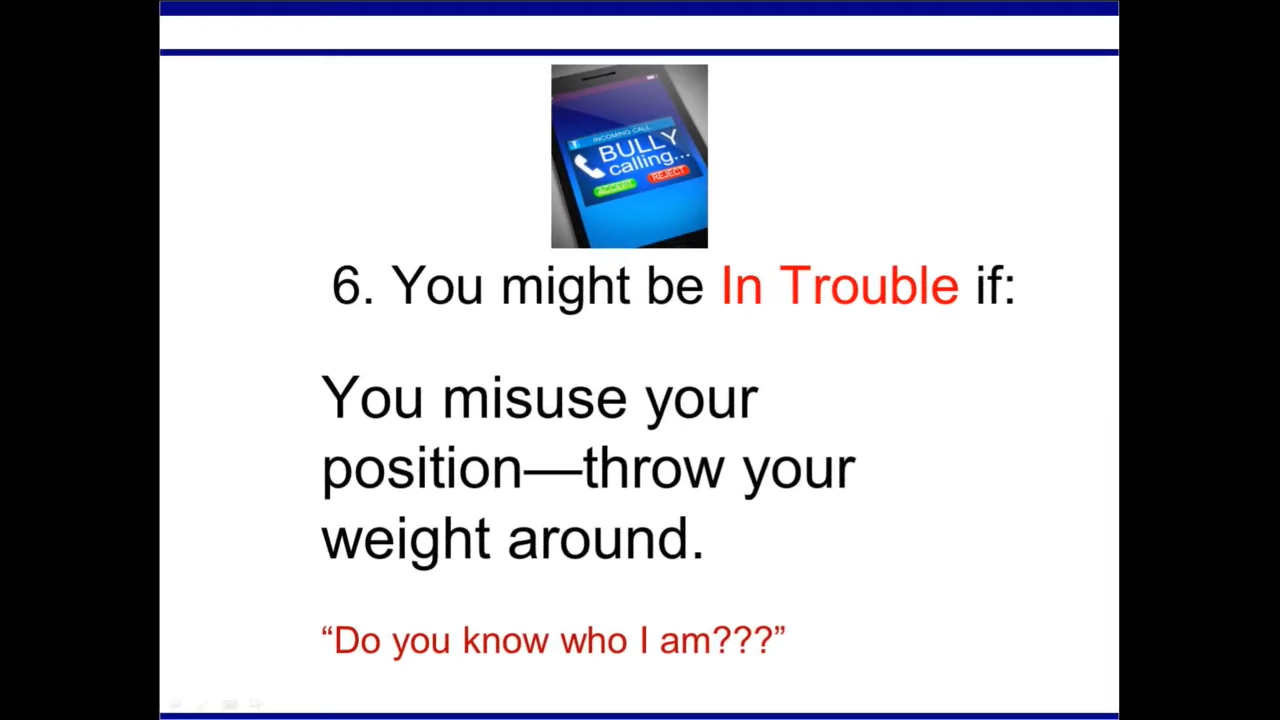 INCOMING CALL
BULLY
calling...
REJECT
6. You might be In Trouble if:
You misuse your
position—throw your
weight around.
“Do you know who I am???”